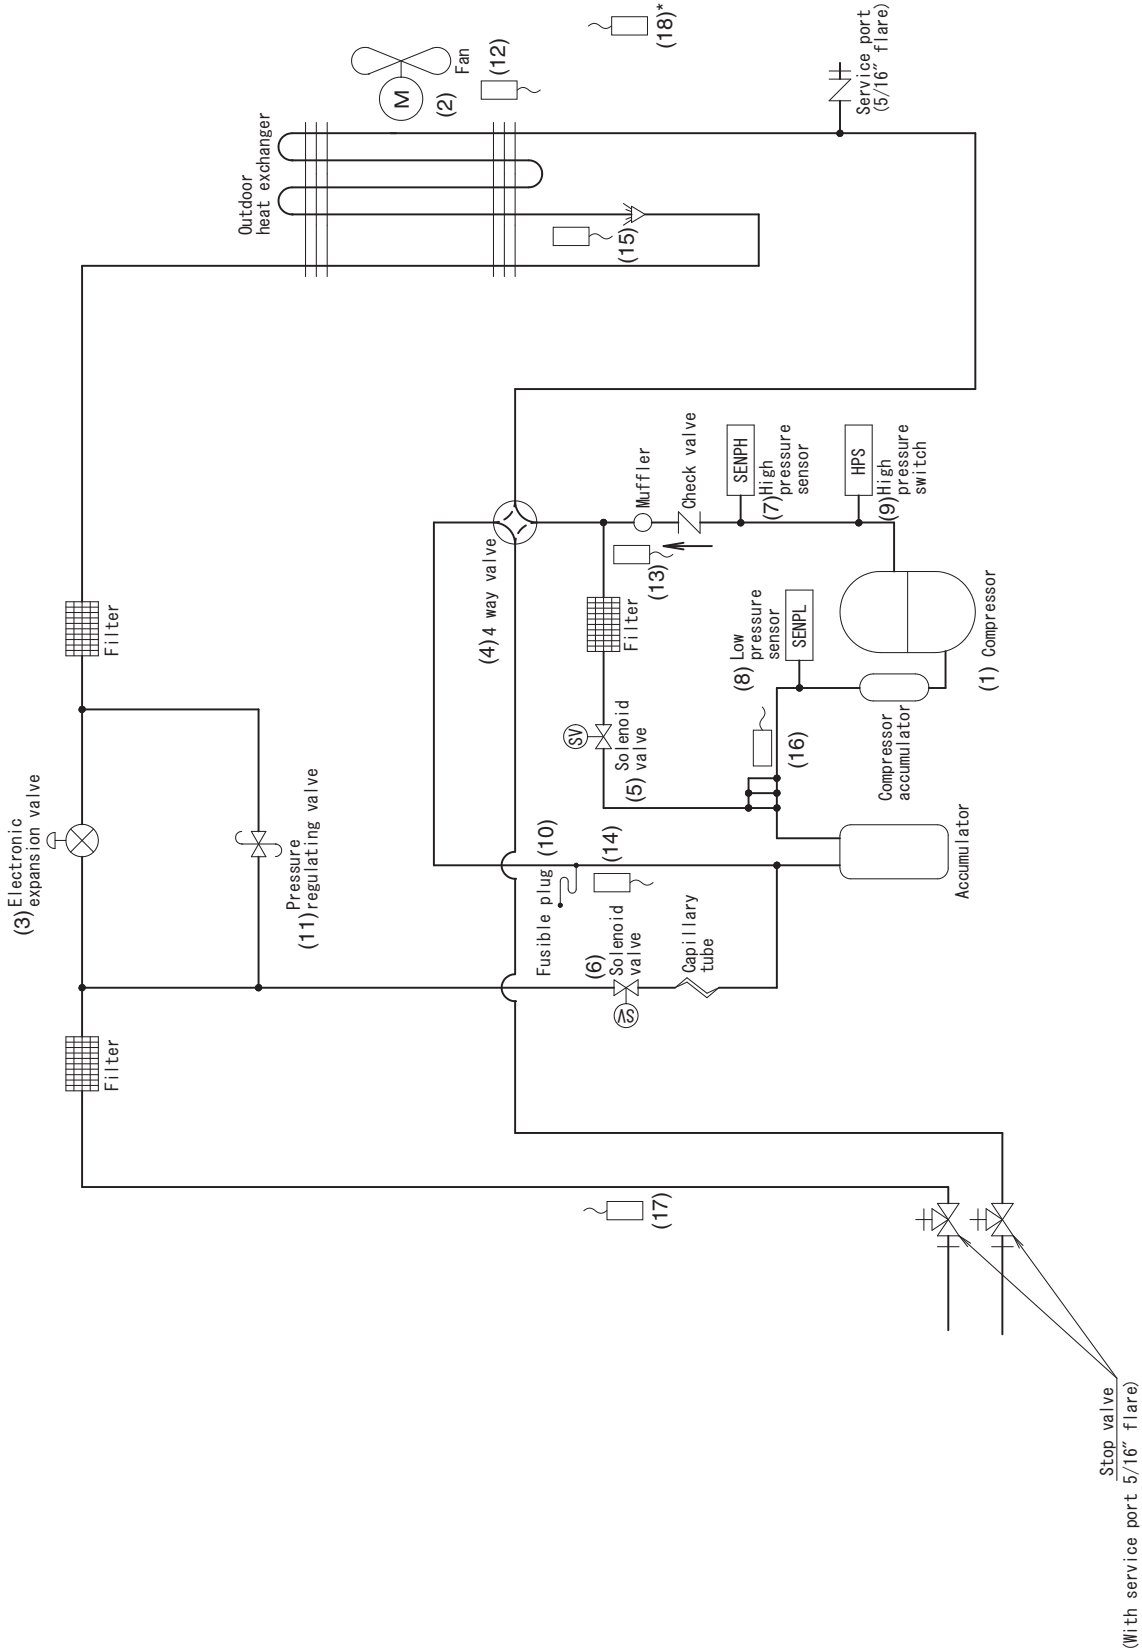 (3) Electronic
expansion valve
Filter
Filter
Pressure
(11) regulating valve
Outdoor
heat exchanger
M
(2)
Fan
(12)
(18)*
(15)
Service port
(5/16″ flare)
(4) 4 way valve
Muffler
Check valve
(13)
SENPH
(7) High
pressure
sensor
HPS
(9) High
pressure
switch
Filter
SV
Solenoid
(5) valve
(8) Low
pressure
sensor
SENPL
(16)
(1) Compressor
Compressor
accumulator
Accumulator
Fusible plug (10)
(14)
(6)
Solenoid
valve
SV
Capillary
tube
(17)
Stop valve
(With service port 5/16″ flare)